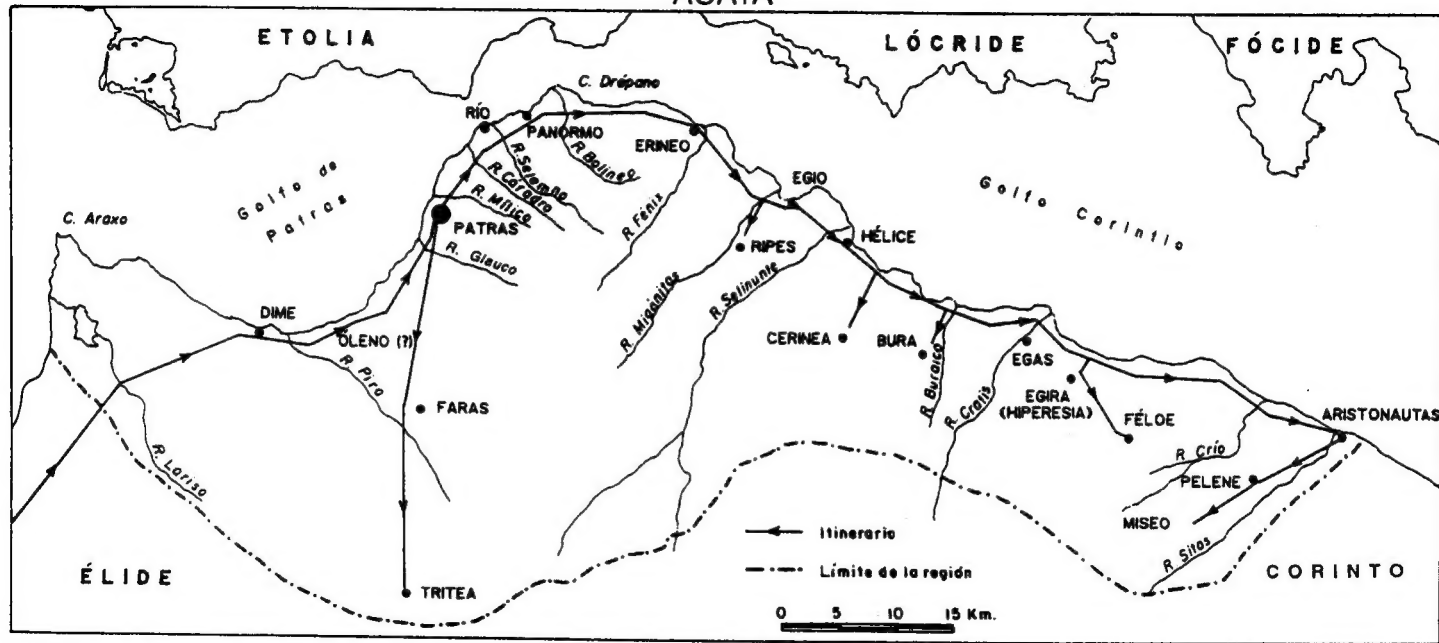 ACAYA
ETOLIA
LÓCRIDE
FÓCIDE
C. Drépano
RÍO
PANORMO
ERINEO
R. Bolineo
R. Selemno
R. Caradro
R. Mílico
Golfo de
Patras
C. Araxo
PATRAS
R. Glauco
R. Fénix
EGIO
Golfo Corintio
RIPES
HÉLICE
R. Migánitas
R. Selinunte
DIME
OLENO (?)
R. Piro
CERINEA
BURA
R. Buraico
EGAS
R. Cratis
EGIRA
(HIPERESIA)
FÉLOE
ARISTONAUTAS
FARAS
R. Lariso
R. Crío
PELENE
MISEO
R. Sitas
Itinerario
Límite de la región
ÉLIDE
TRITEA
CORINTO
0 5 10 15 Km.